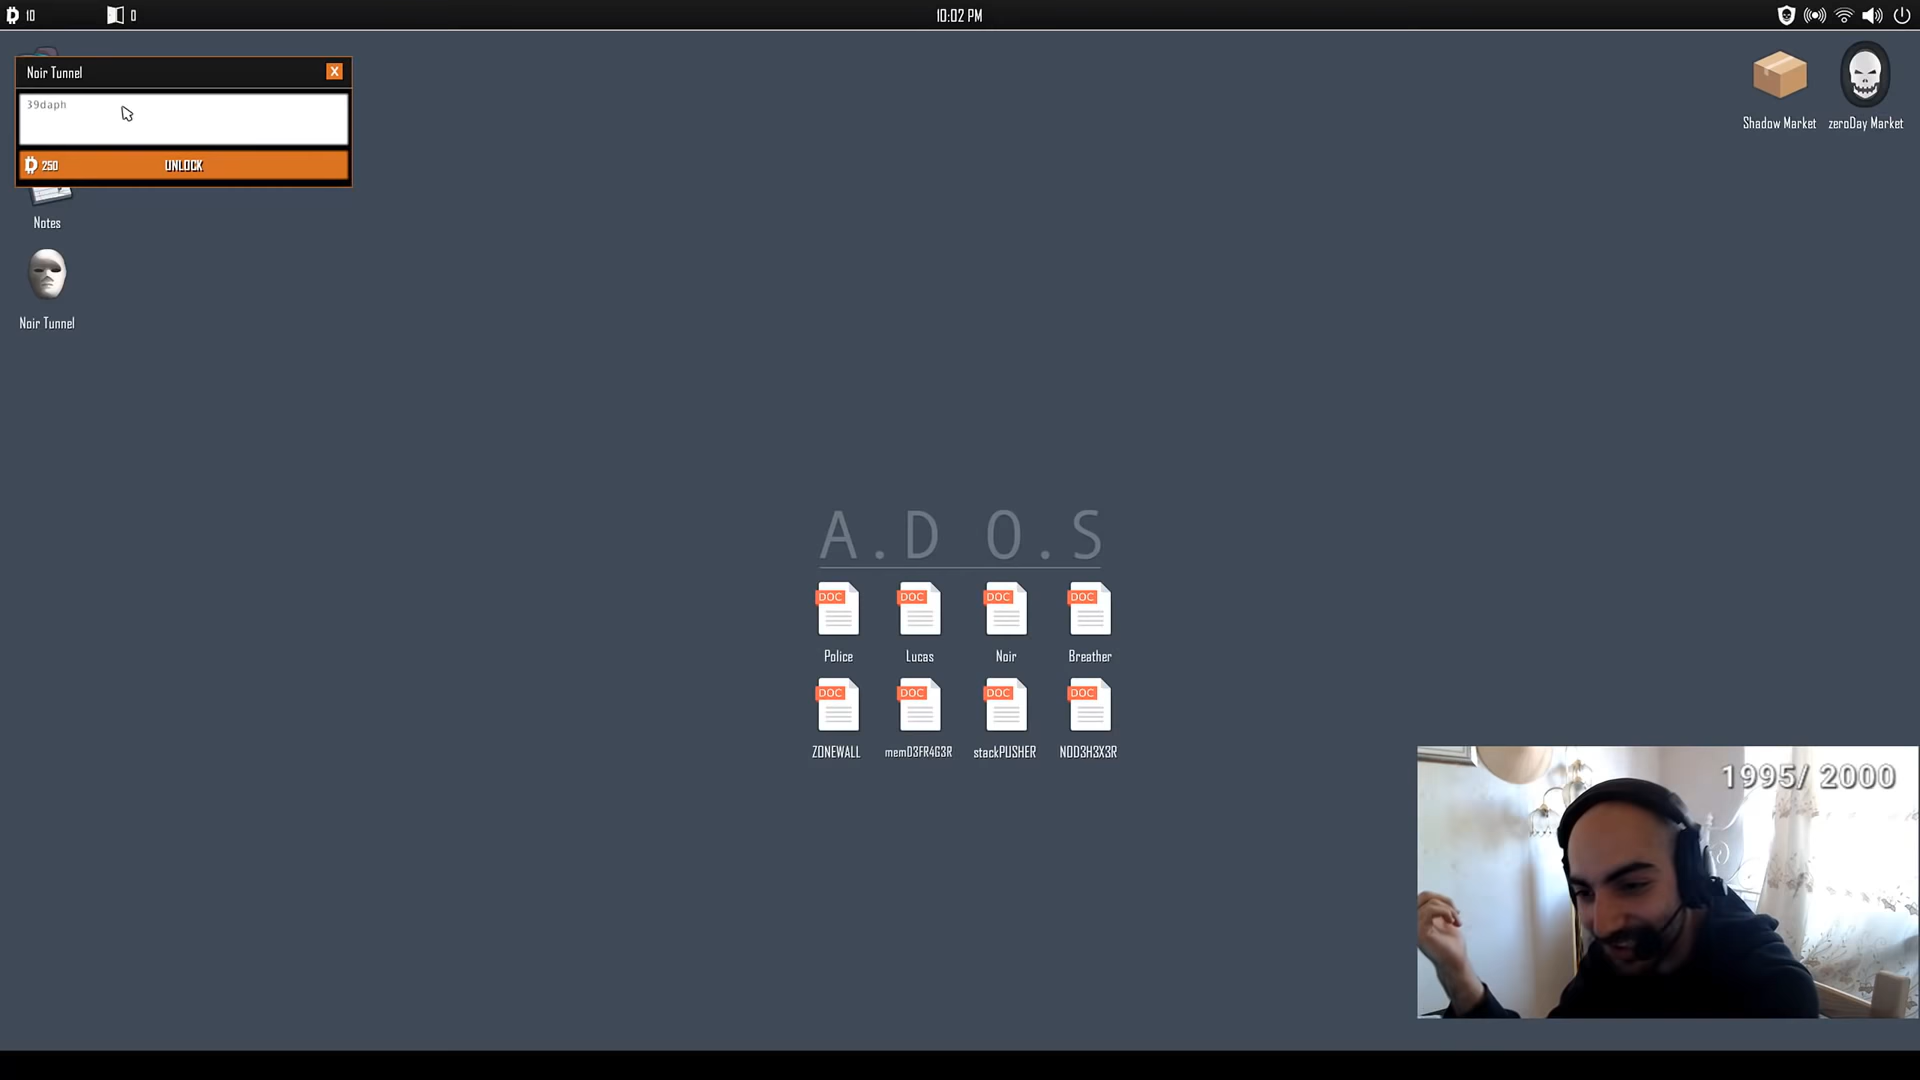 10 0 10:02 PM
Noir Tunnel X
39daph
250 UNLOCK
Notes
Noir Tunnel
Shadow Market zeroDay Market
A.D O.S
DOC DOC DOC DOC
Police Lucas Noir Breather
DOC DOC DOC DOC
ZONEWALL memD3FR4G3R stackPUSHER NOD3H3X3R
1995/ 2000